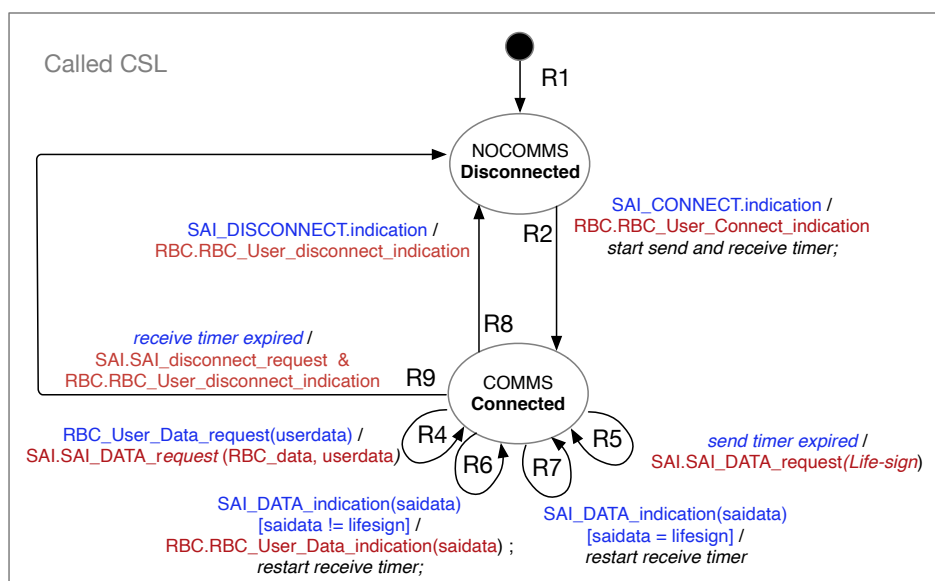 Called CSL
R1
NOCOMMS
Disconnected
SAI_CONNECT.indication /
RBC.RBC_User_Connect_indication
start send and receive timer;
SAI_DISCONNECT.indication /
RBC.RBC_User_disconnect_indication
R2
R8
receive timer expired /
SAI.SAI_disconnect_request &
RBC.RBC_User_disconnect_indication
R9
COMMS
Connected
RBC_User_Data_request(userdata) /
SAI.SAI_DATA_request (RBC_data, userdata)
R4
R6
R7
R5
send timer expired /
SAI.SAI_DATA_request(Life-sign)
SAI_DATA_indication(saidata)
[saidata != lifesign] /
RBC.RBC_User_Data_indication(saidata) ;
restart receive timer;
SAI_DATA_indication(saidata)
[saidata = lifesign] /
restart receive timer